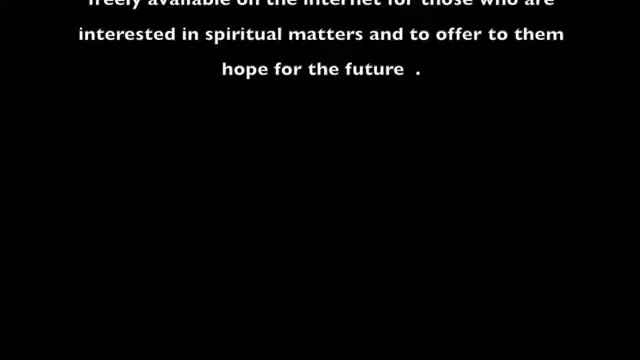 freely available on the internet for those who are
interested in spiritual matters and to offer to them
hope for the future  .